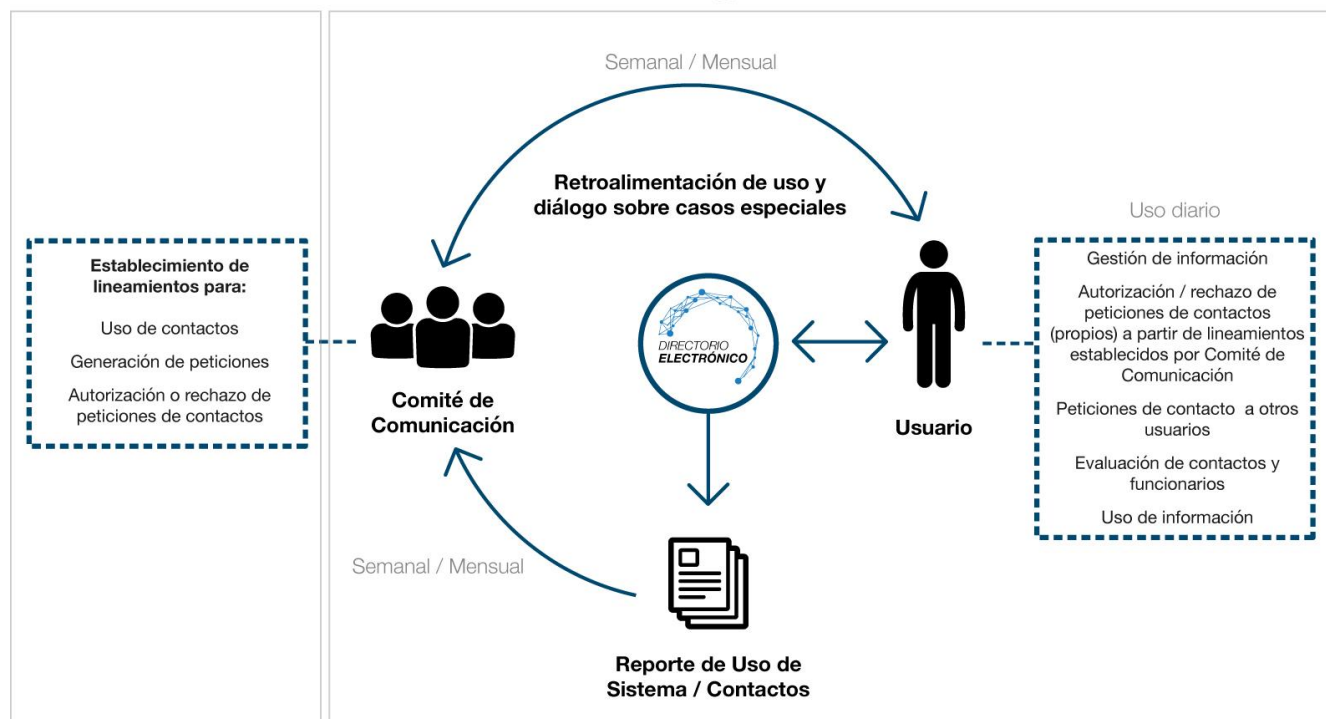 Semanal / Mensual
Retroalimentación de uso y
diálogo sobre casos especiales
Establecimiento de
lineamientos para:
Uso de contactos
Generación de peticiones
Autorización o rechazo de
peticiones de contactos
Comité de
Comunicación
DIRECTORIO
ELECTRÓNICO
Usuario
Uso diario
Gestión de información
Autorización / rechazo de
peticiones de contactos
(propios) a partir de lineamientos
establecidos por Comité de
Comunicación
Peticiones de contacto a otros
usuarios
Evaluación de contactos y
funcionarios
Uso de información
Semanal / Mensual
Reporte de Uso de
Sistema / Contactos